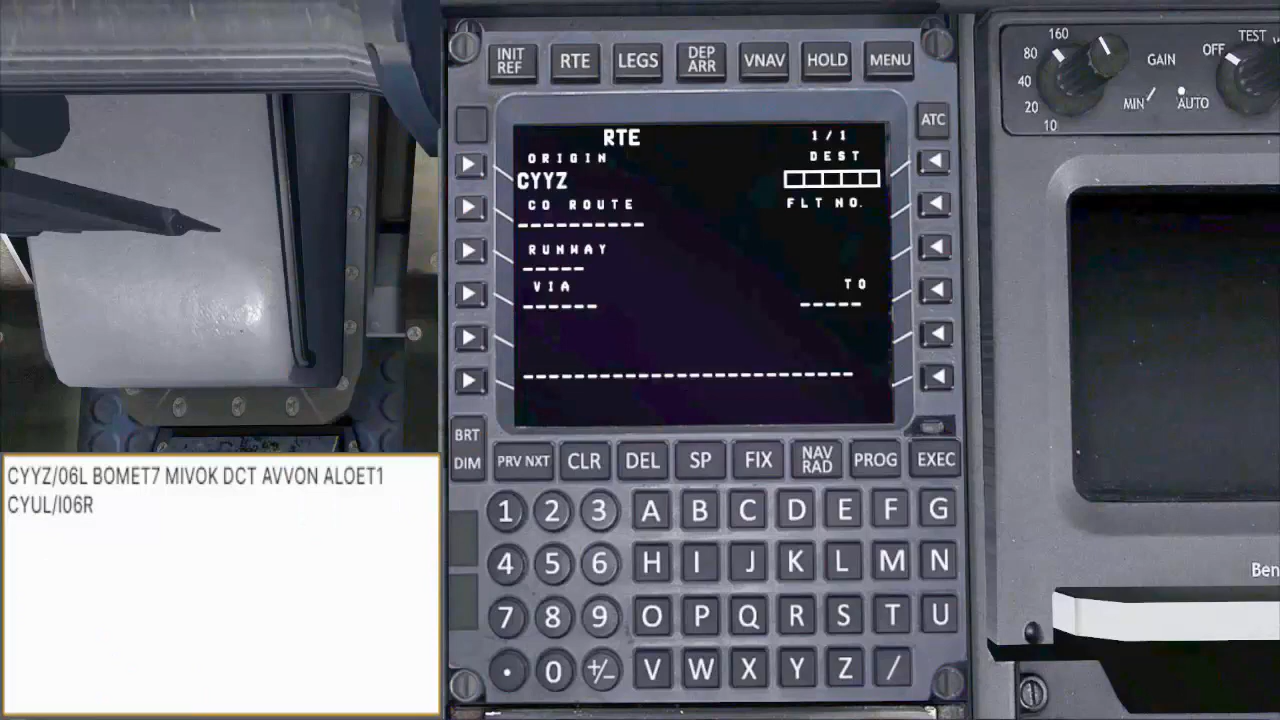 INIT REF RTE LEGS DEP ARR VNAV HOLD MENU
ATC
RTE 1/1
ORIGIN DEST
CYYZ
CO ROUTE FLT NO.
RUNWAY
VIA TO
BRT
DIM
PRV NXT CLR DEL SP FIX NAV RAD PROG EXEC
1 2 3 A B C D E F G
4 5 6 H I J K L M N
7 8 9 O P Q R S T U
. 0 +/- V W X Y Z /
160
80
40
20
10
GAIN
MIN
AUTO
OFF
TEST
Ben
CYYZ/06L BOMET7 MIVOK DCT AVVON ALOET1
CYUL/I06R